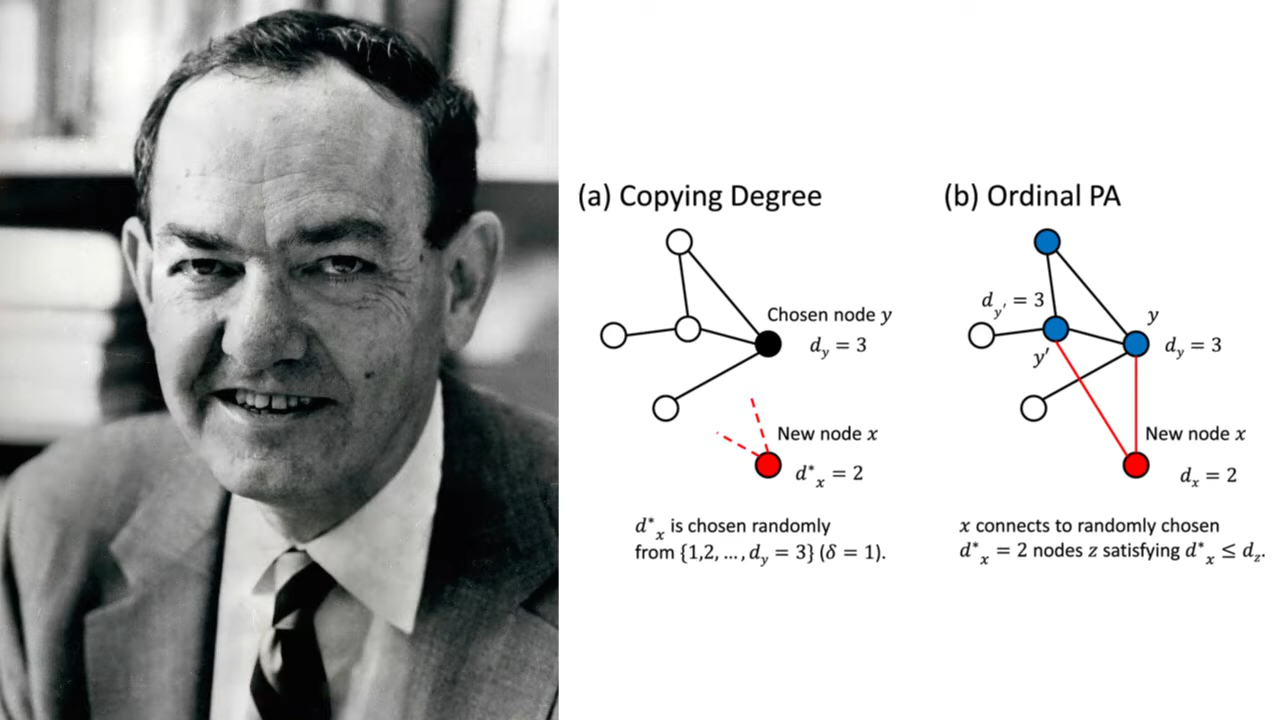 (a) Copying Degree
Chosen node y
d_y = 3
New node x
d*_x = 2
d*_x is chosen randomly
from {1,2, …, d_y = 3} (δ = 1).
(b) Ordinal PA
d_y′ = 3
y
d_y = 3
y′
New node x
d_x = 2
x connects to randomly chosen
d*_x = 2 nodes z satisfying d*_x ≤ d_z.